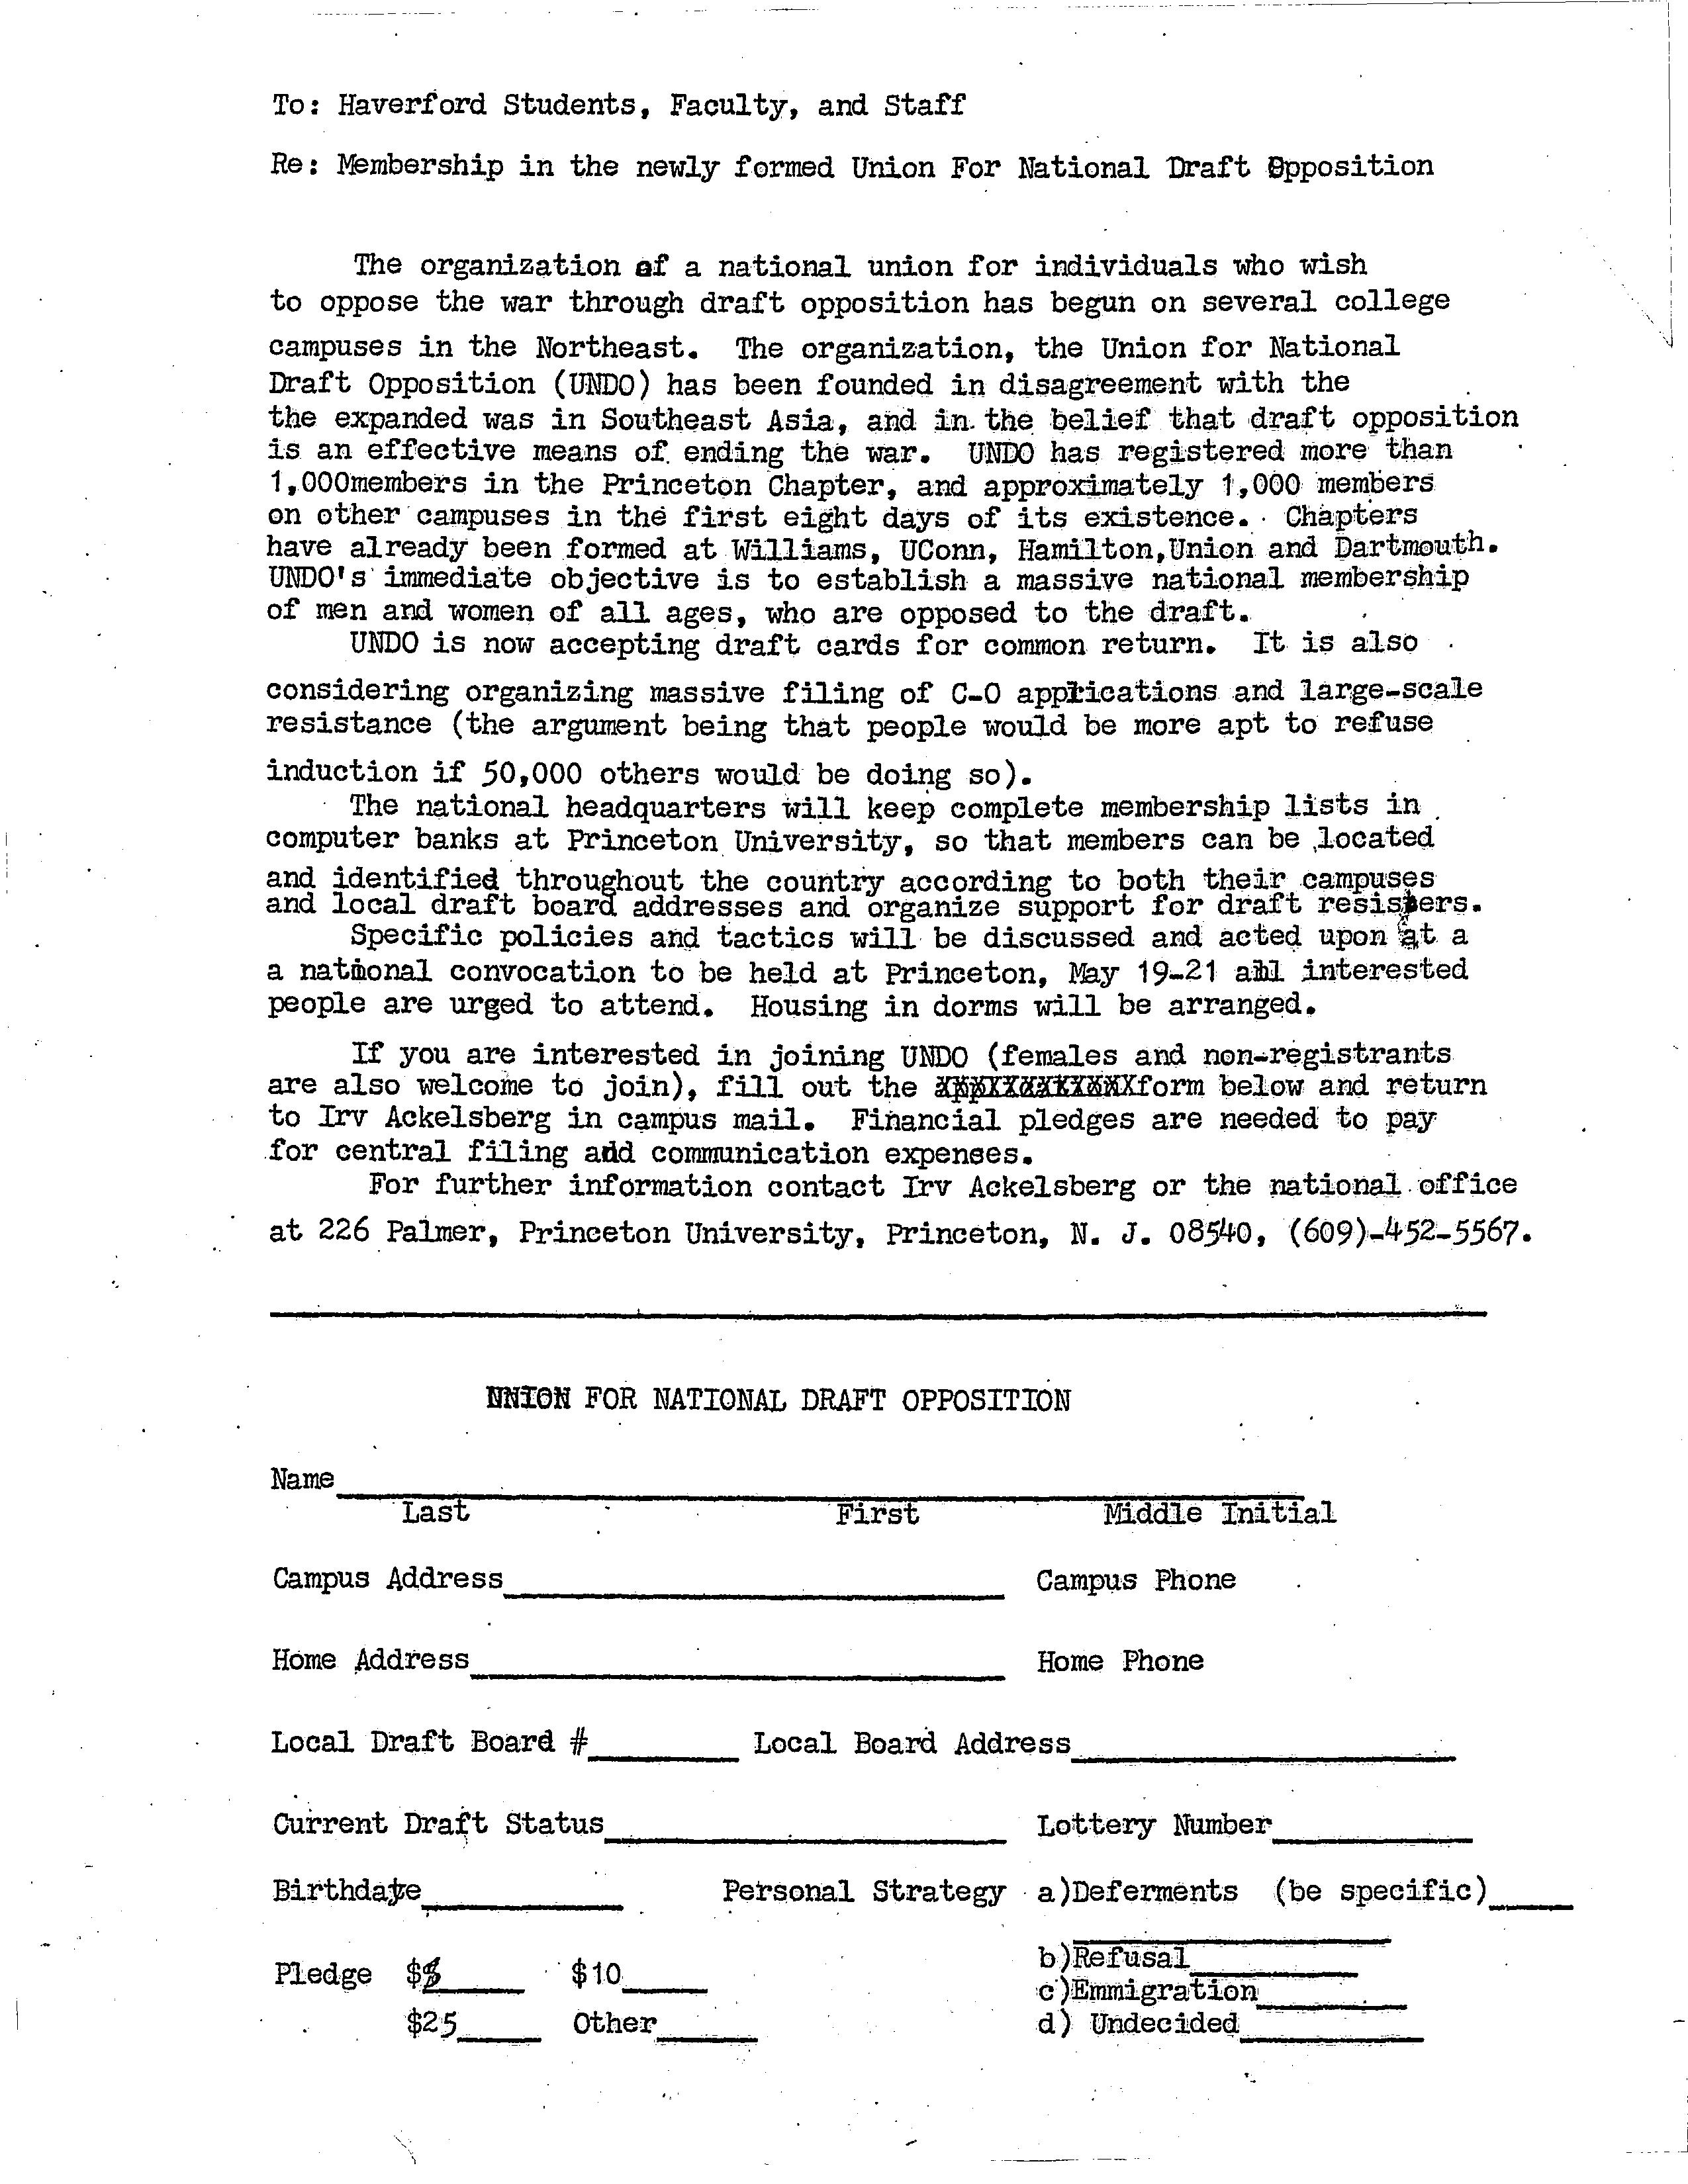 To: Haverford Students, Faculty, and Staff
Re: Membership in the newly formed Union For National Draft Opposition
The organization of a national union for individuals who wish
to oppose the war through draft opposition has begun on several college
campuses in the Northeast. The organization, the Union for National
Draft Opposition (UNDO) has been founded in disagreement with the
the expanded was in Southeast Asia, and in the belief that draft opposition
is an effective means of ending the war. UNDO has registered more than
1,000members in the Princeton Chapter, and approximately 1,000 members
on other campuses in the first eight days of its existence. Chapters
have already been formed at Williams, UConn, Hamilton,Union and Dartmouth.
UNDO's immediate objective is to establish a massive national membership
of men and women of all ages, who are opposed to the draft.
UNDO is now accepting draft cards for common return. It is also
considering organizing massive filing of C-O applications and large-scale
resistance (the argument being that people would be more apt to refuse
induction if 50,000 others would be doing so).
The national headquarters will keep complete membership lists in
computer banks at Princeton University, so that members can be located
and identified throughout the country according to both their campuses
and local draft board addresses and organize support for draft resisters.
Specific policies and tactics will be discussed and acted upon at a
a national convocation to be held at Princeton, May 19-21 all interested
people are urged to attend. Housing in dorms will be arranged.
If you are interested in joining UNDO (females and non-registrants
are also welcome to join), fill out the form below and return
to Irv Ackelsberg in campus mail. Financial pledges are needed to pay
for central filing add communication expenses.
For further information contact Irv Ackelsberg or the national office
at 226 Palmer, Princeton University, Princeton, N. J. 08540, (609)-452-5567.
UNION FOR NATIONAL DRAFT OPPOSITION
Name
Last First Middle Initial
Campus Address Campus Phone
Home Address Home Phone
Local Draft Board # Local Board Address
Current Draft Status Lottery Number
Birthdate Personal Strategy a)Deferments (be specific)
b)Refusal
Pledge $ $10
c)Emmigration
$25 Other d) Undecided